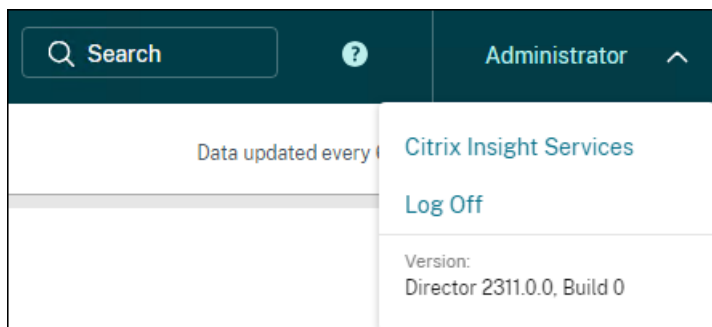 Search
?
Administrator
Data updated every
Citrix Insight Services
Log Off
Version:
Director 2311.0.0, Build 0